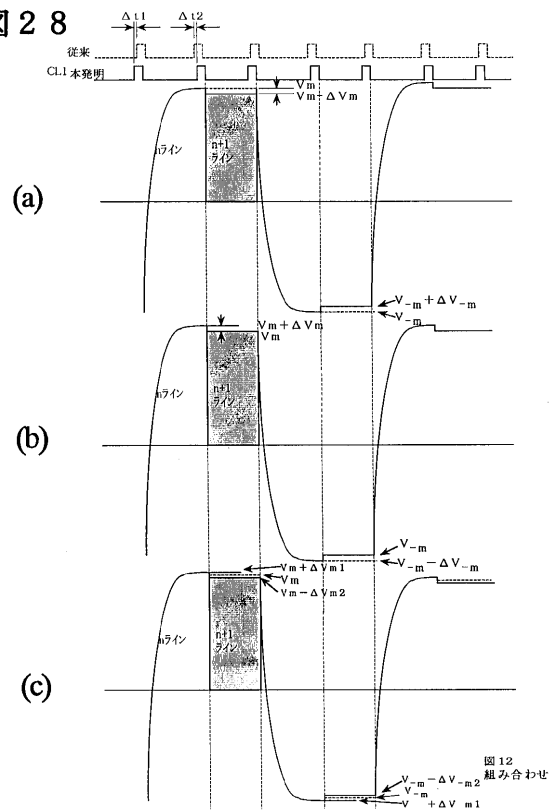 図28
Δt1 Δt2
従来
CL1 本発明
Vm
Vm−ΔVm
nライン
n+1
ライン
(a)
V−m+ΔV−m
V−m
Vm+ΔVm
Vm
nライン
n+1
ライン
(b)
V−m
V−m−ΔV−m
Vm+ΔVm1
Vm
Vm−ΔVm2
nライン
n+1
ライン
(c)
図12
組み合わせ
V−m−ΔV−m2
V−m